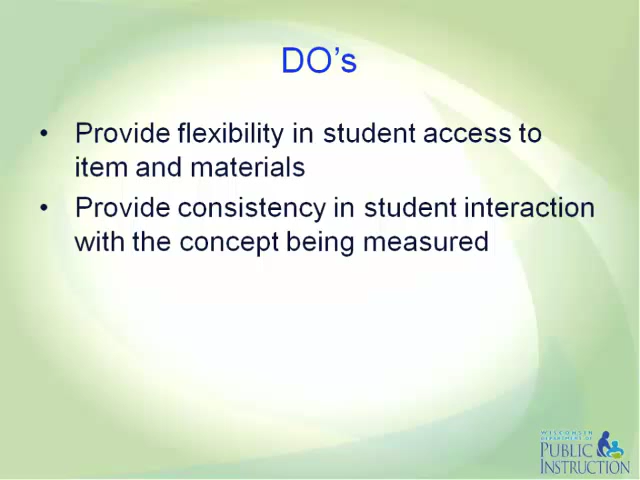 DO's
• Provide flexibility in student access to
item and materials
• Provide consistency in student interaction
with the concept being measured
WISCONSIN
DEPARTMENT OF
PUBLIC
INSTRUCTION